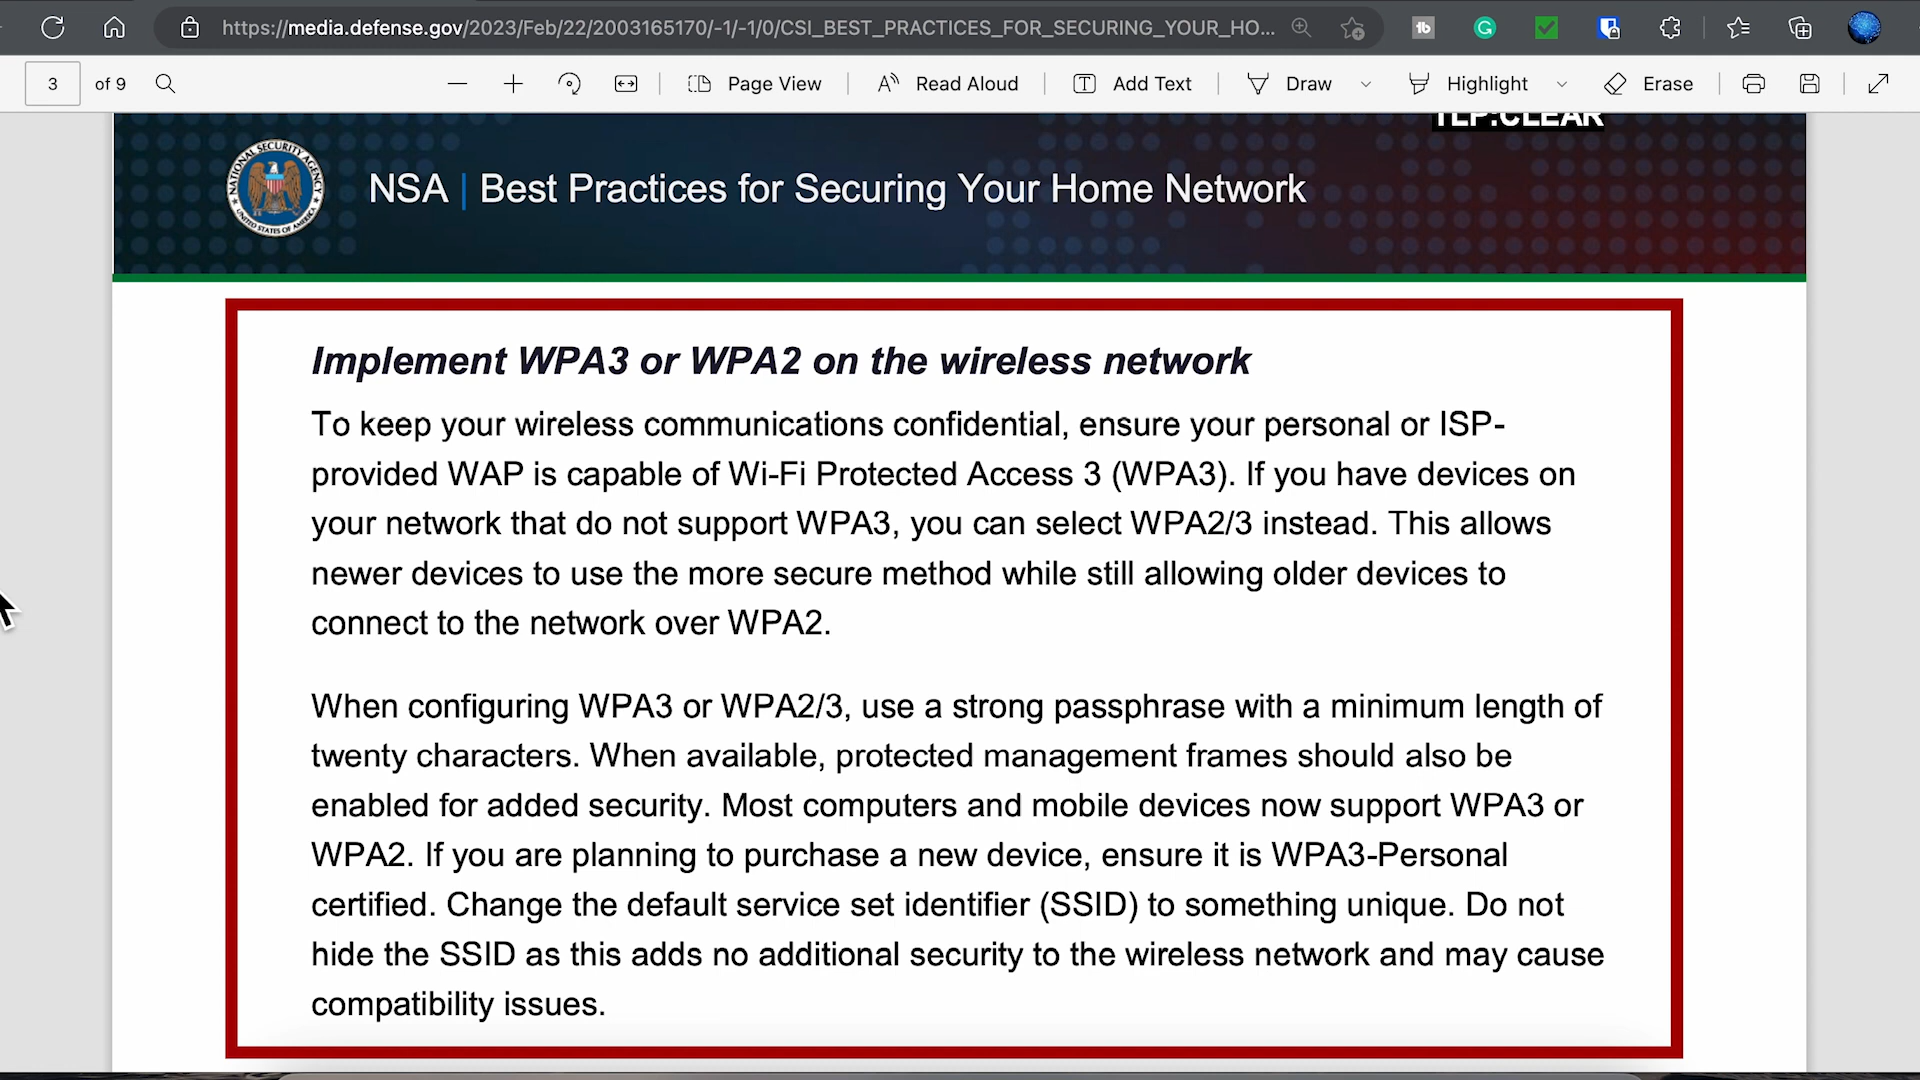 https://media.defense.gov/2023/Feb/22/2003165170/-1/-1/0/CSI_BEST_PRACTICES_FOR_SECURING_YOUR_HO...
3 of 9 Page View Read Aloud Add Text Draw Highlight Erase
TLP:CLEAR
NATIONAL SECURITY AGENCY
UNITED STATES OF AMERICA
NSA | Best Practices for Securing Your Home Network
Implement WPA3 or WPA2 on the wireless network
To keep your wireless communications confidential, ensure your personal or ISP-
provided WAP is capable of Wi-Fi Protected Access 3 (WPA3). If you have devices on
your network that do not support WPA3, you can select WPA2/3 instead. This allows
newer devices to use the more secure method while still allowing older devices to
connect to the network over WPA2.
When configuring WPA3 or WPA2/3, use a strong passphrase with a minimum length of
twenty characters. When available, protected management frames should also be
enabled for added security. Most computers and mobile devices now support WPA3 or
WPA2. If you are planning to purchase a new device, ensure it is WPA3-Personal
certified. Change the default service set identifier (SSID) to something unique. Do not
hide the SSID as this adds no additional security to the wireless network and may cause
compatibility issues.